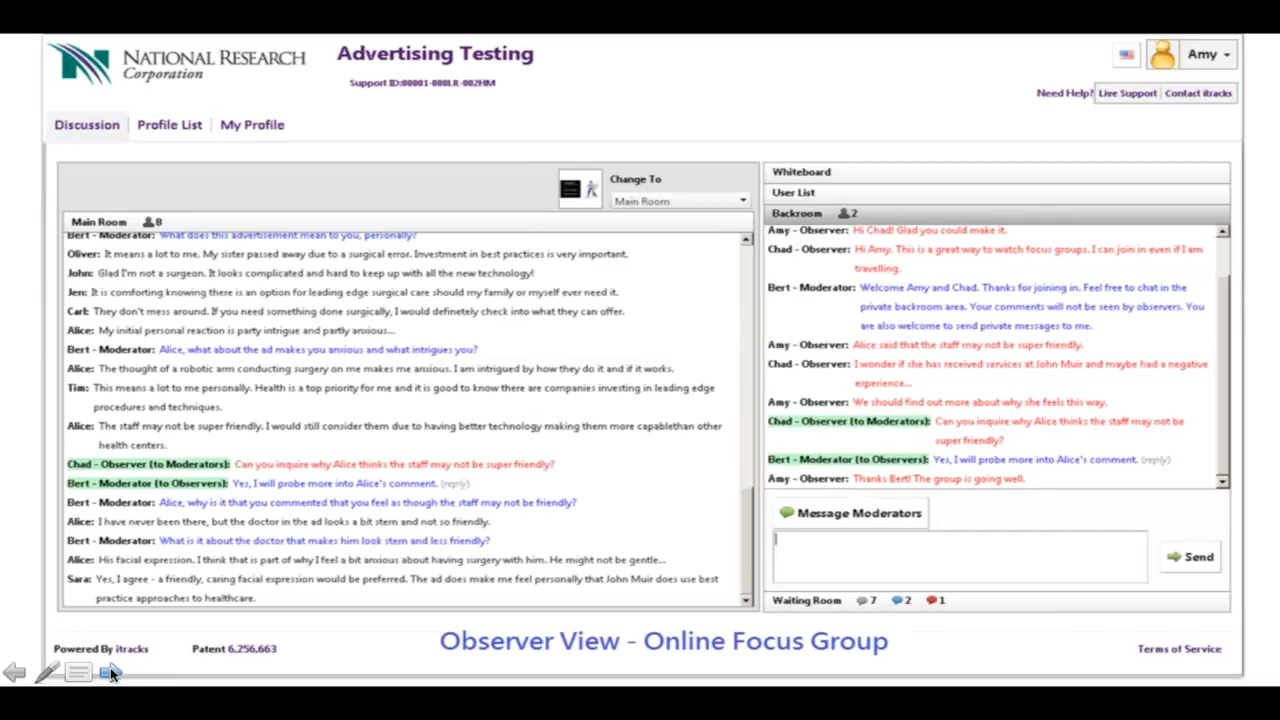 NATIONAL RESEARCH
Corporation
Advertising Testing
Support ID:00001-000LR-002HM
Amy
Need Help? Live Support Contact itracks
Discussion Profile List My Profile
Change To
Main Room
Main Room 8
Bert - Moderator: What does this advertisement mean to you, personally?
Oliver: It means a lot to me. My sister passed away due to a surgical error. Investment in best practices is very important.
John: Glad I'm not a surgeon. It looks complicated and hard to keep up with all the new technology!
Jen: It is comforting knowing there is an option for leading edge surgical care should my family or myself ever need it.
Carl: They don't mess around. If you need something done surgically, I would definetely check into what they can offer.
Alice: My initial personal reaction is party intrigue and partly anxious...
Bert - Moderator: Alice, what about the ad makes you anxious and what intrigues you?
Alice: The thought of a robotic arm conducting surgery on me makes me anxious. I am intrigued by how they do it and if it works.
Tim: This means a lot to me personally. Health is a top priority for me and it is good to know there are companies investing in leading edge
procedures and techniques.
Alice: The staff may not be super friendly. I would still consider them due to having better technology making them more capablethan other
health centers.
Chad - Observer (to Moderators): Can you inquire why Alice thinks the staff may not be super friendly?
Bert - Moderator (to Observers): Yes, I will probe more into Alice's comment. (reply)
Bert - Moderator: Alice, why is it that you commented that you feel as though the staff may not be friendly?
Alice: I have never been there, but the doctor in the ad looks a bit stern and not so friendly.
Bert - Moderator: What is it about the doctor that makes him look stern and less friendly?
Alice: His facial expression. I think that is part of why I feel a bit anxious about having surgery with him. He might not be gentle...
Sara: Yes, I agree - a friendly, caring facial expression would be preferred. The ad does make me feel personally that John Muir does use best
practice approaches to healthcare.
Whiteboard
User List
Backroom 2
Amy - Observer: Hi Chad! Glad you could make it.
Chad - Observer: Hi Amy. This is a great way to watch focus groups. I can join in even if I am
travelling.
Bert - Moderator: Welcome Amy and Chad. Thanks for joining in. Feel free to chat in the
private backroom area. Your comments will not be seen by observers. You
are also welcome to send private messages to me.
Amy - Observer: Alice said that the staff may not be super friendly.
Chad - Observer: I wonder if she has received services at John Muir and maybe had a negative
experience...
Amy - Observer: We should find out more about why she feels this way.
Chad - Observer (to Moderators): Can you inquire why Alice thinks the staff may not be
super friendly?
Bert - Moderator (to Observers): Yes, I will probe more into Alice's comment. (reply)
Amy - Observer: Thanks Bert! The group is going well.
Message Moderators
Send
Waiting Room 7 2 1
Observer View - Online Focus Group
Powered By itracks Patent 6,256,663 Terms of Service